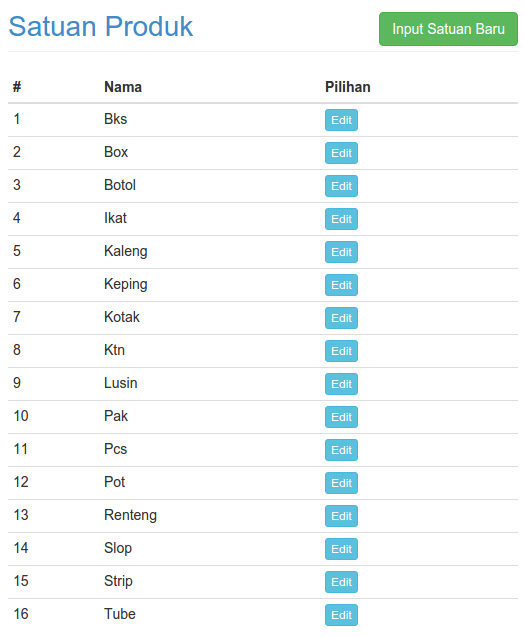 Satuan Produk Input Satuan Baru
# Nama Pilihan
1 Bks Edit
2 Box Edit
3 Botol Edit
4 Ikat Edit
5 Kaleng Edit
6 Keping Edit
7 Kotak Edit
8 Ktn Edit
9 Lusin Edit
10 Pak Edit
11 Pcs Edit
12 Pot Edit
13 Renteng Edit
14 Slop Edit
15 Strip Edit
16 Tube Edit